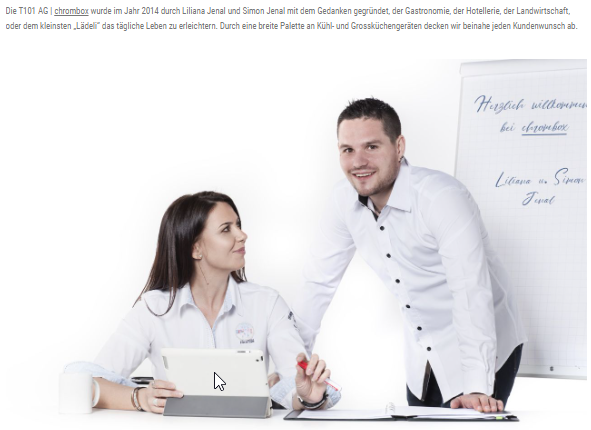 Die T101 AG | chrombox wurde im Jahr 2014 durch Liliana Jenal und Simon Jenal mit dem Gedanken gegründet, der Gastronomie, der Hotellerie, der Landwirtschaft,
oder dem kleinsten „Lädeli" das tägliche Leben zu erleichtern. Durch eine breite Palette an Kühl- und Grossküchengeräten decken wir beinahe jeden Kundenwunsch ab.
Herzlich willkommen
bei chrombox
Liliana u. Simon
Jenal